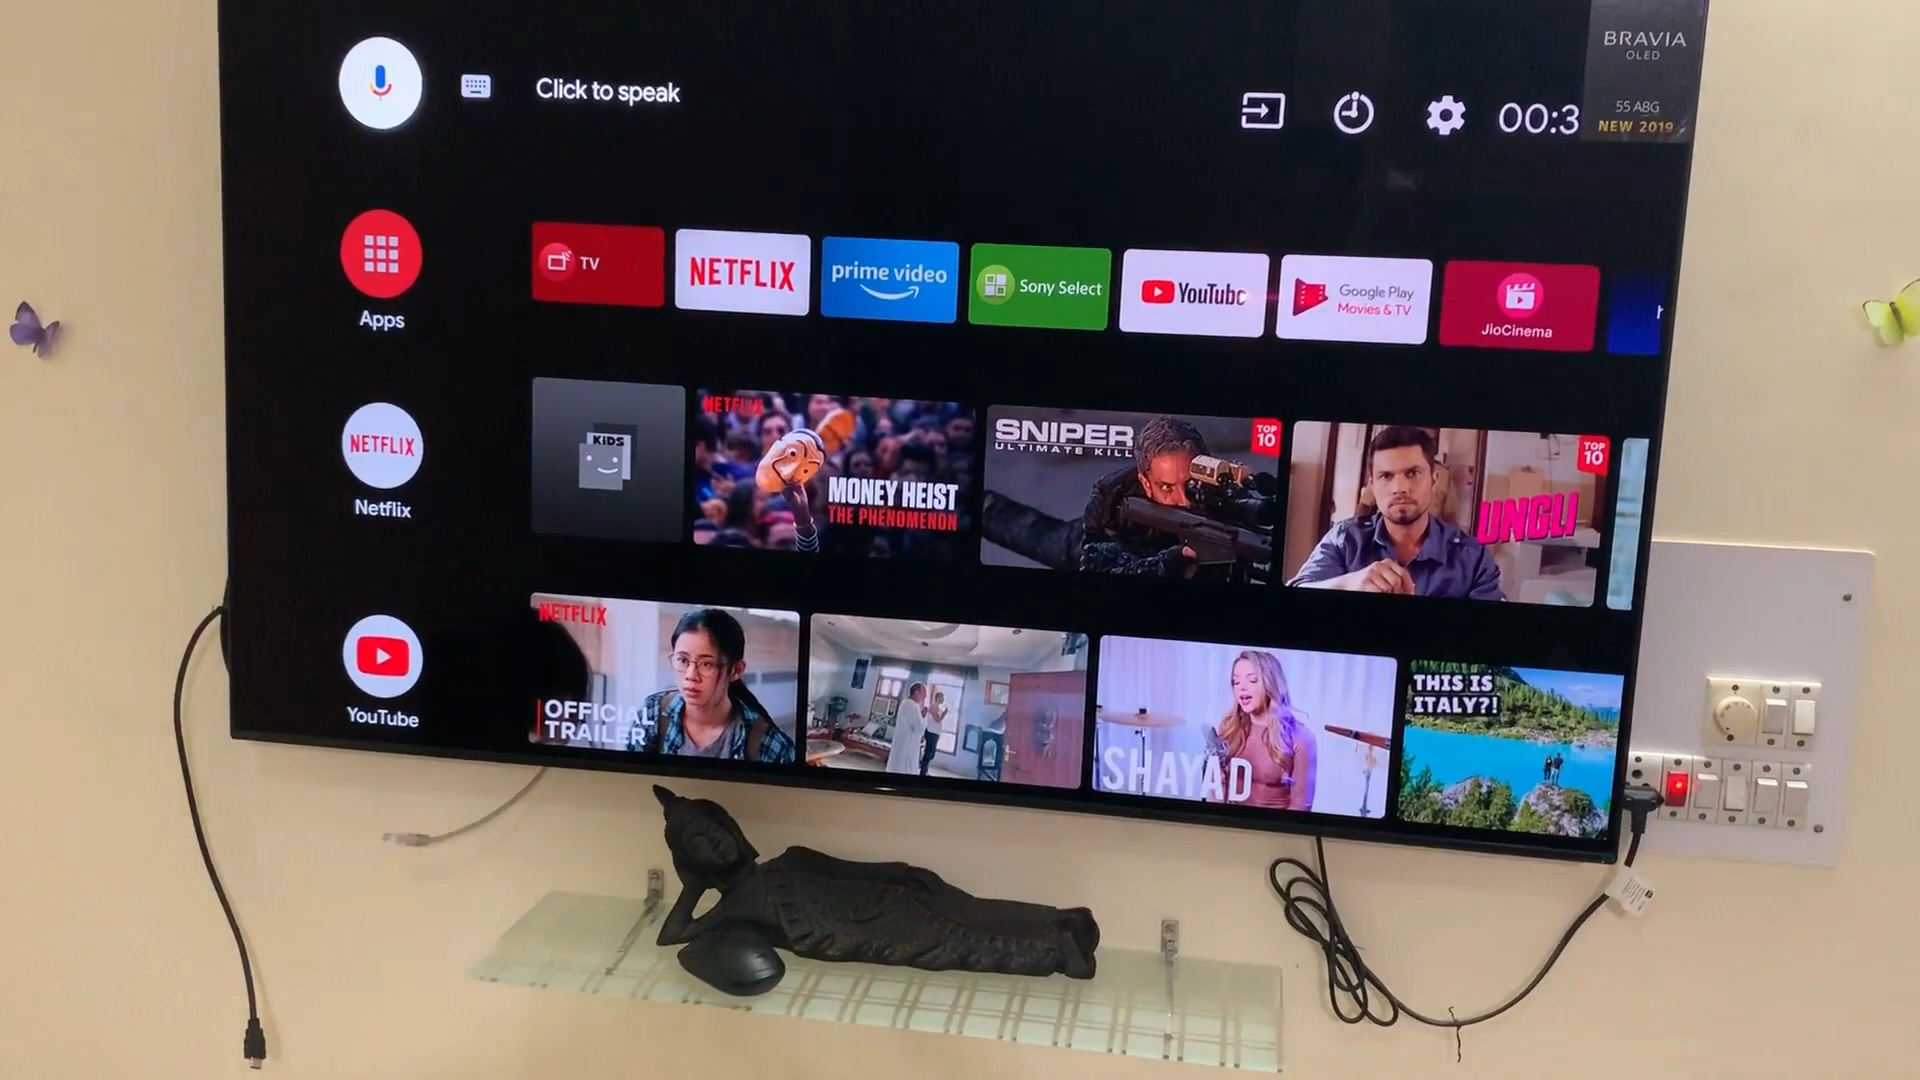 BRAVIA
OLED
55 A8G
NEW 2019
Click to speak
00:3
Apps
TV
NETFLIX
prime video
Sony Select
YouTube
Google Play
Movies & TV
JioCinema
NETFLIX
Netflix
KiDS
NETFLIX
MONEY HEIST
THE PHENOMENON
SNIPER
ULTIMATE KILL
TOP
10
UNGLI
TOP
10
YouTube
NETFLIX
OFFICIAL
TRAILER
SHAYAD
THIS IS
ITALY?!